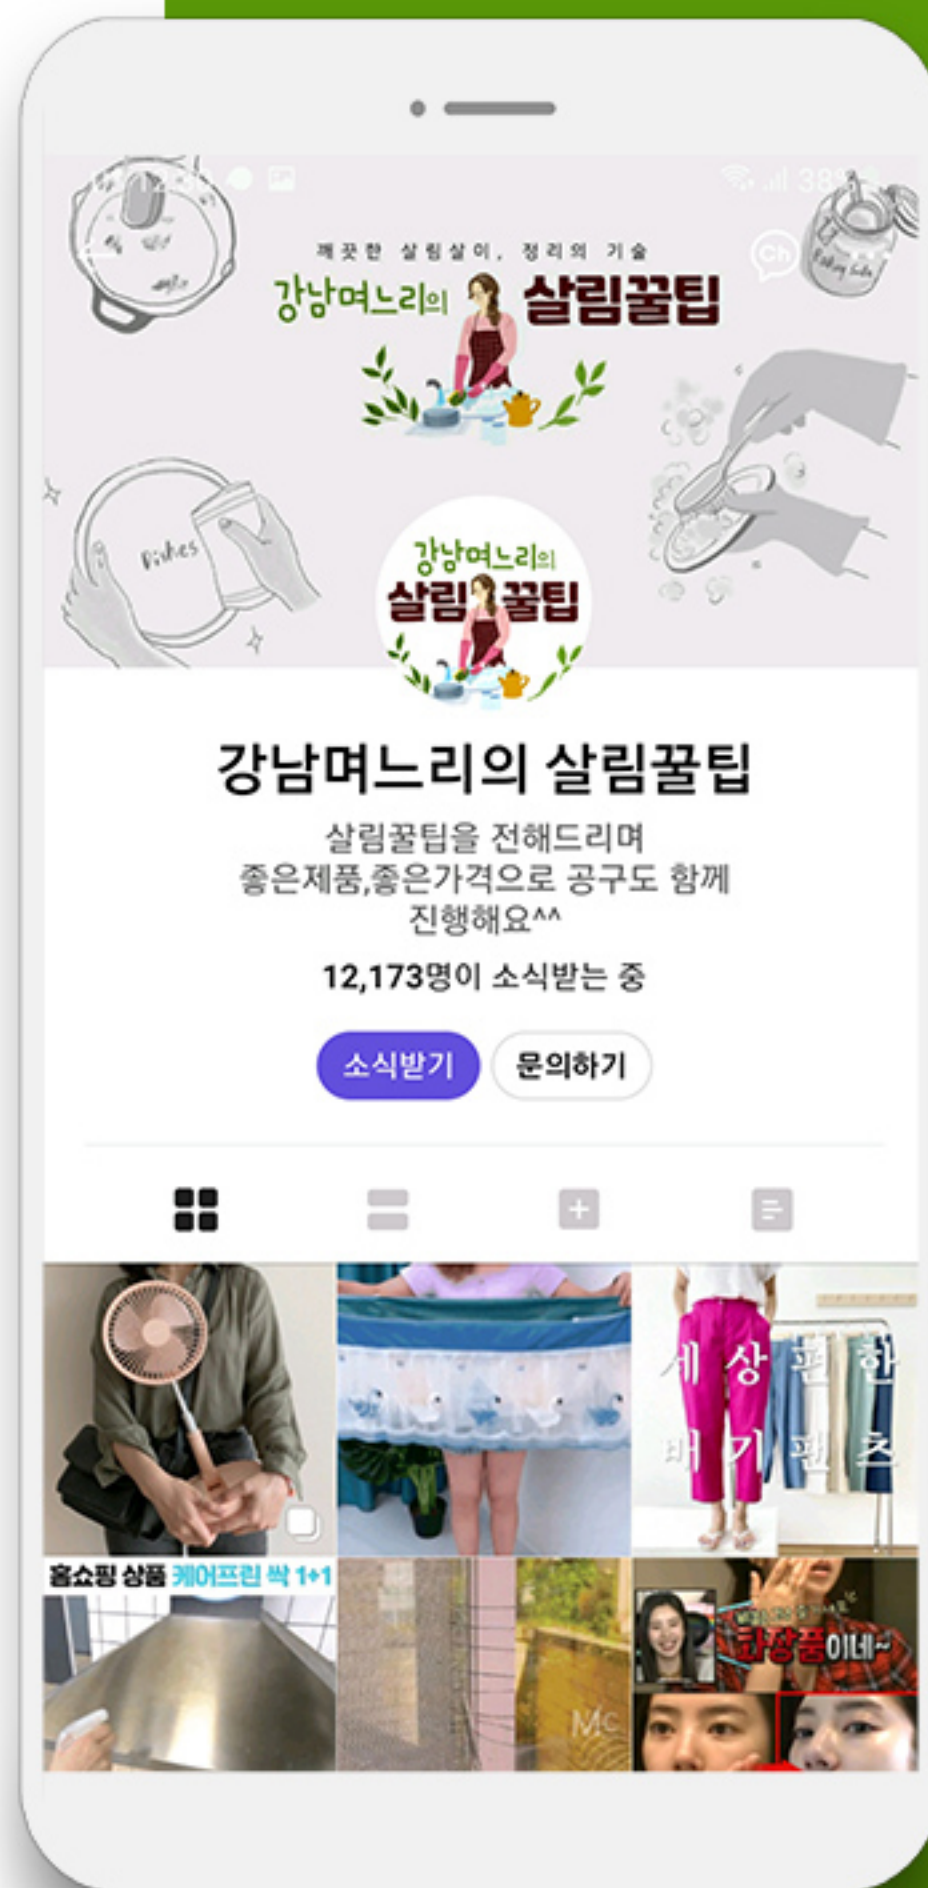 38%
깨끗한 살림살이, 정리의 기술
강남며느리의 살림꿀팁
Ch
Baking Soda
Dishes
강남며느리의
살림꿀팁
강남며느리의 살림꿀팁
살림꿀팁을 전해드리며
좋은제품,좋은가격으로 공구도 함께
진행해요^^
12,173명이 소식받는 중
소식받기 문의하기
세상편한
배기팬츠
홈쇼핑 상품 케어프린 싹 1+1
Mc
화장품이네~